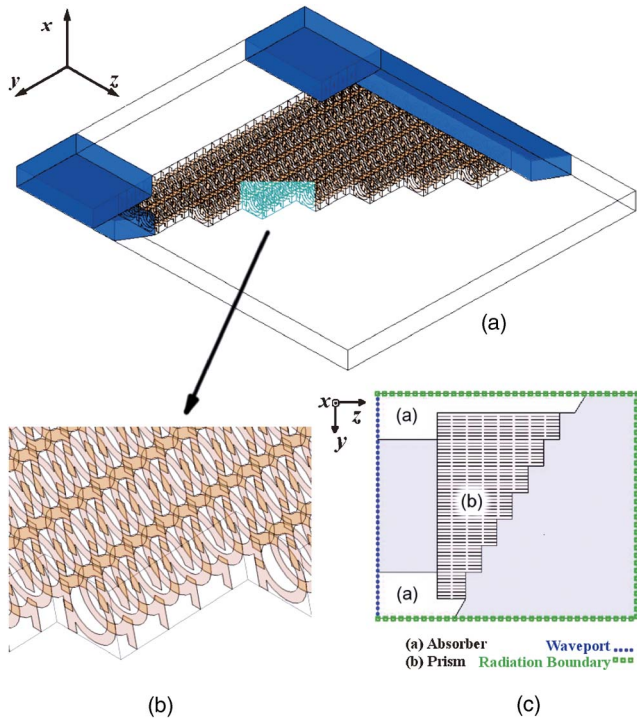 x
y
z
(a)
x
z
y
(a)
(b)
(a)
(a) Absorber
Waveport
(b) Prism
Radiation Boundary
(b)
(c)